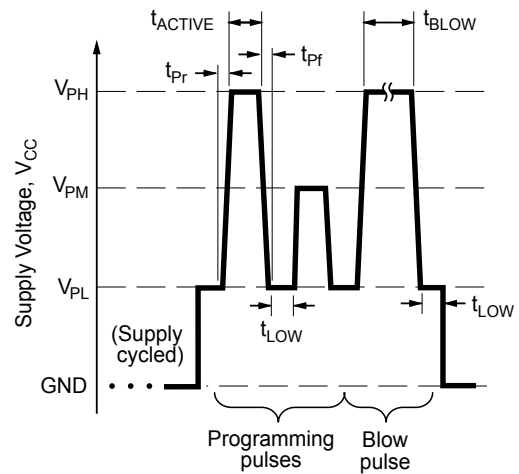 tACTIVE
tBLOW
tPr
tPf
VPH
VPM
VPL
GND
Supply Voltage, VCC
(Supply
cycled)
tLOW
tLOW
Programming
pulses
Blow
pulse